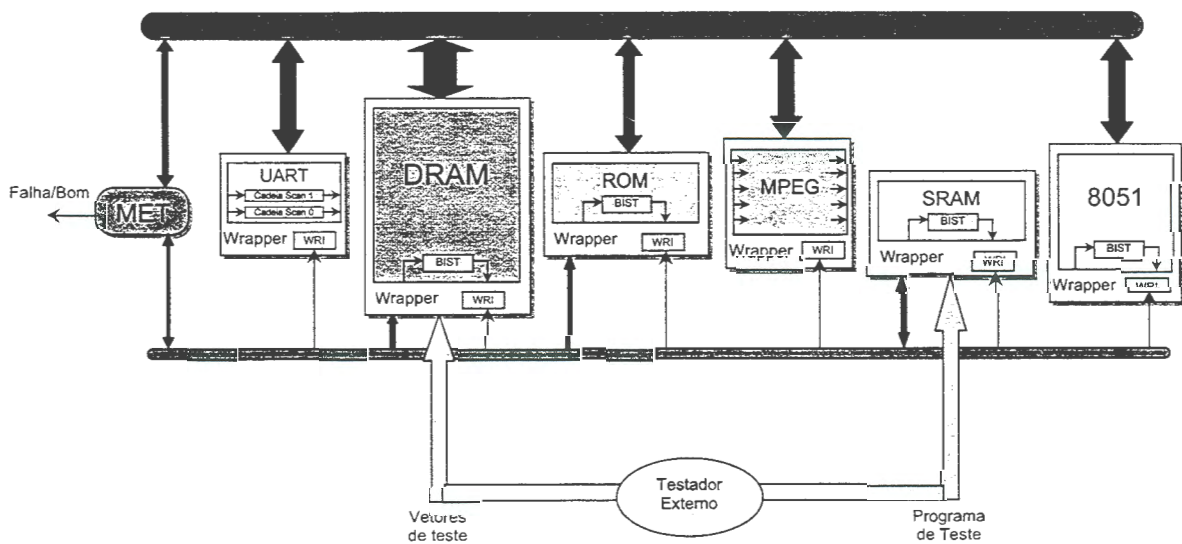 Falha/Bom
MET
UART
Cadeia Scan 1
Cadeia Scan 0
Wrapper
WRI
DRAM
BIST
Wrapper
WRI
ROM
BIST
Wrapper
WRI
MPEG
Wrapper
WRI
SRAM
BIST
Wrapper
WRI
8051
BIST
Wrapper
Testador
Externo
Vetores
de teste
Programa
de Teste